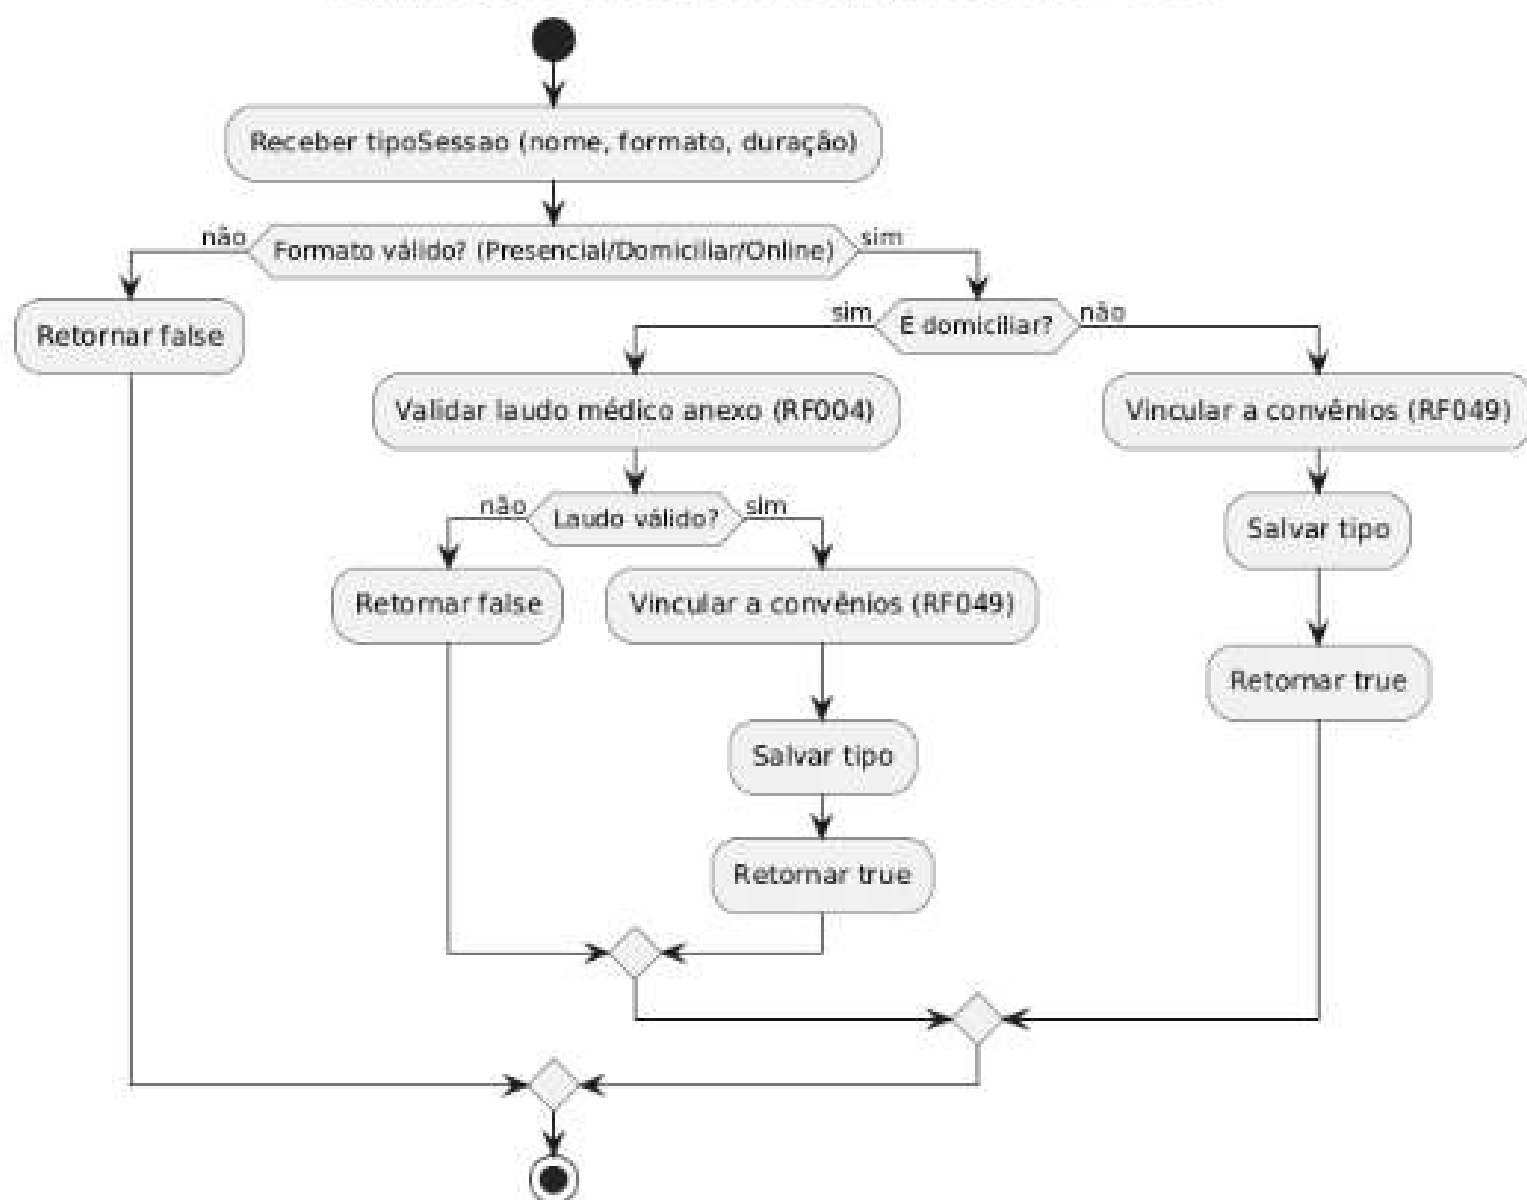 Receber tipoSessao (nome, formato, duração)
não
Formato válido? (Presencial/Domiciliar/Online)
sim
Retornar false
sim
É domiciliar?
não
Validar laudo médico anexo (RF004)
Vincular a convênios (RF049)
não
Laudo válido?
sim
Salvar tipo
Retornar false
Vincular a convênios (RF049)
Retornar true
Salvar tipo
Retornar true